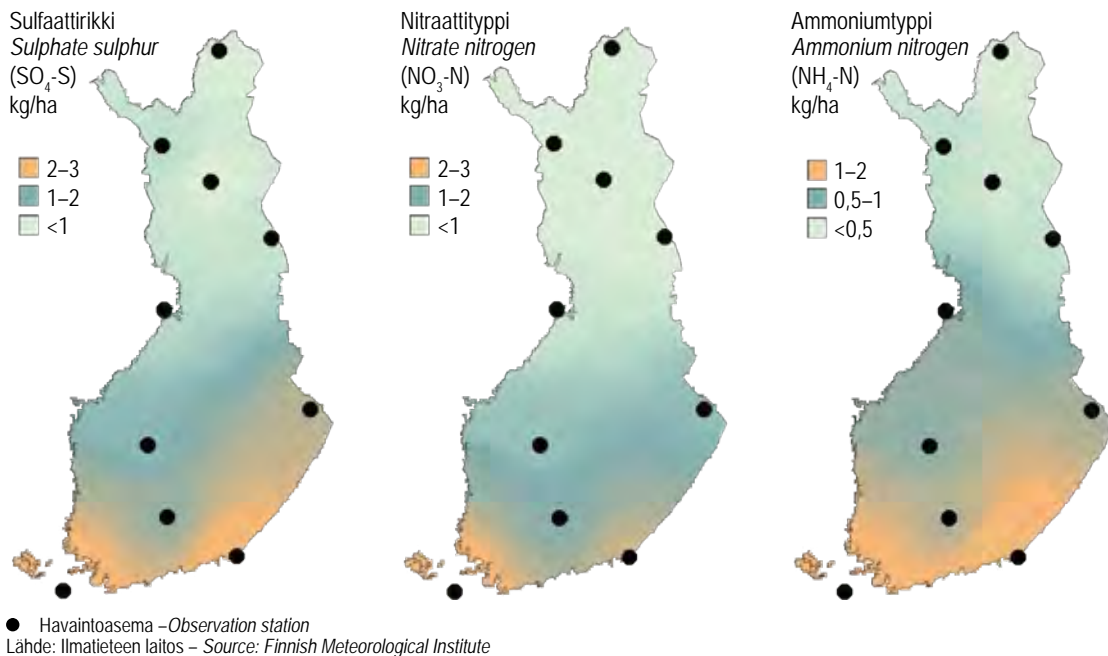 Sulfaattirikki
Sulphate sulphur
(SO₄-S)
kg/ha
2–3
1–2
<1
Nitraattityppi
Nitrate nitrogen
(NO₃-N)
kg/ha
2–3
1–2
<1
Ammoniumtyppi
Ammonium nitrogen
(NH₄-N)
kg/ha
1–2
0,5–1
<0,5
Havaintoasema –Observation station
Lähde: Ilmatieteen laitos – Source: Finnish Meteorological Institute